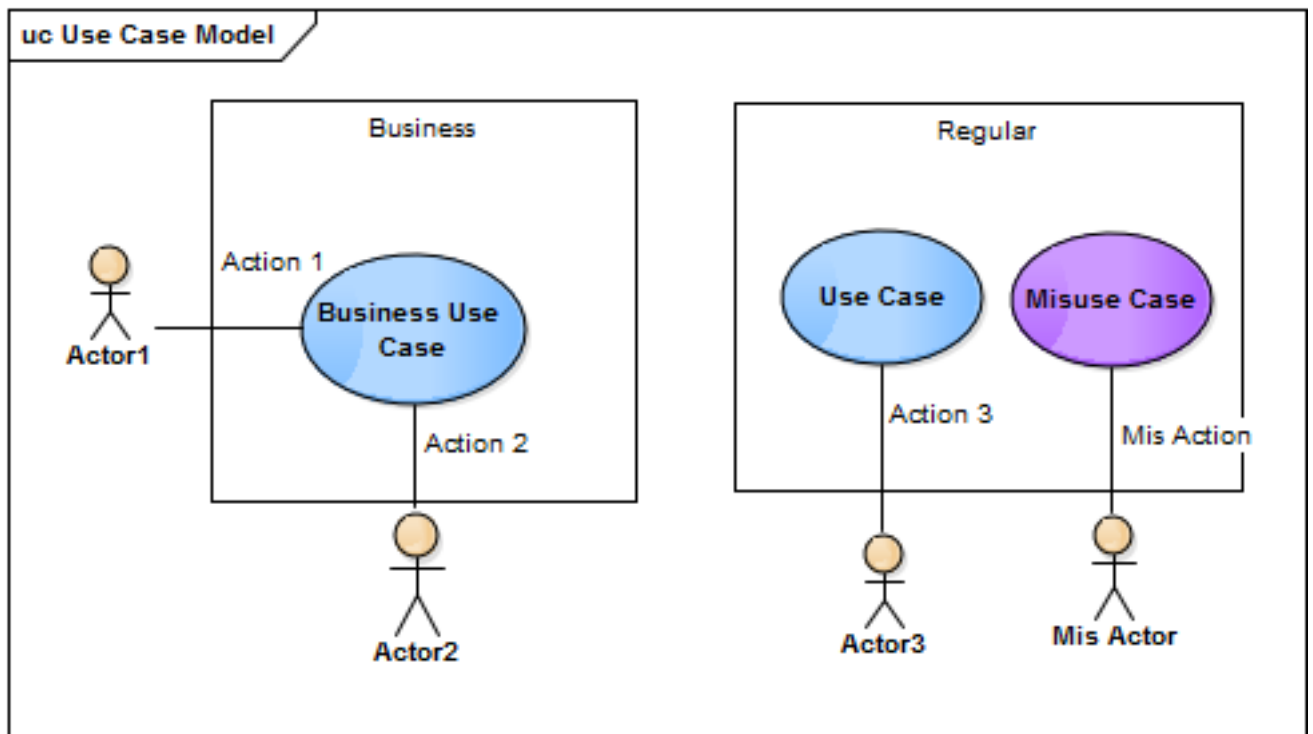 uc Use Case Model
Business
Regular
Action 1
Business Use
Case
Use Case
Misuse Case
Actor1
Action 2
Action 3
Mis Action
Actor2
Actor3
Mis Actor